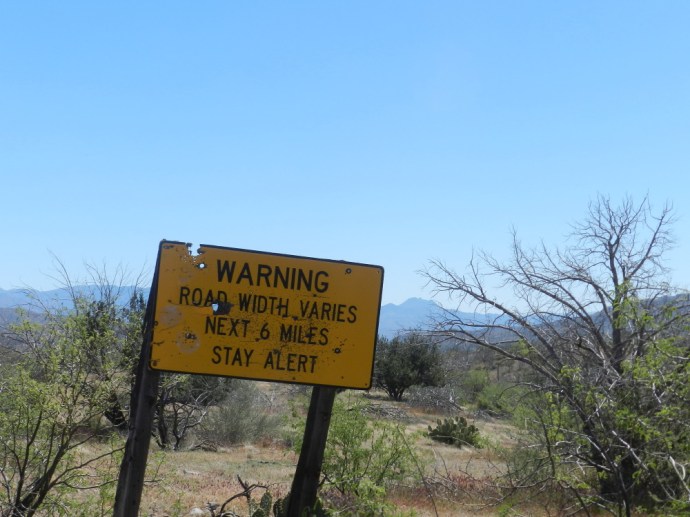 WARNING
ROAD WIDTH VARIES
NEXT 6 MILES
STAY ALERT